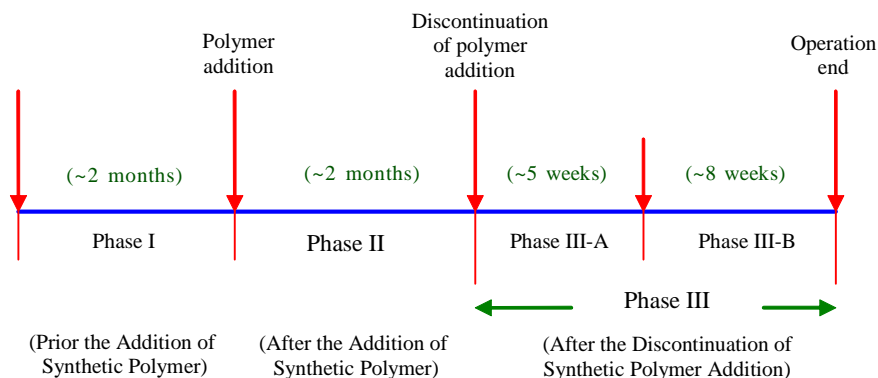 Polymer
addition
Discontinuation
of polymer
addition
Operation
end
(~2 months)
(~2 months)
(~5 weeks)
(~8 weeks)
Phase I
Phase II
Phase III-A
Phase III-B
Phase III
(Prior the Addition of
Synthetic Polymer)
(After the Addition of
Synthetic Polymer)
(After the Discontinuation of
Synthetic Polymer Addition)